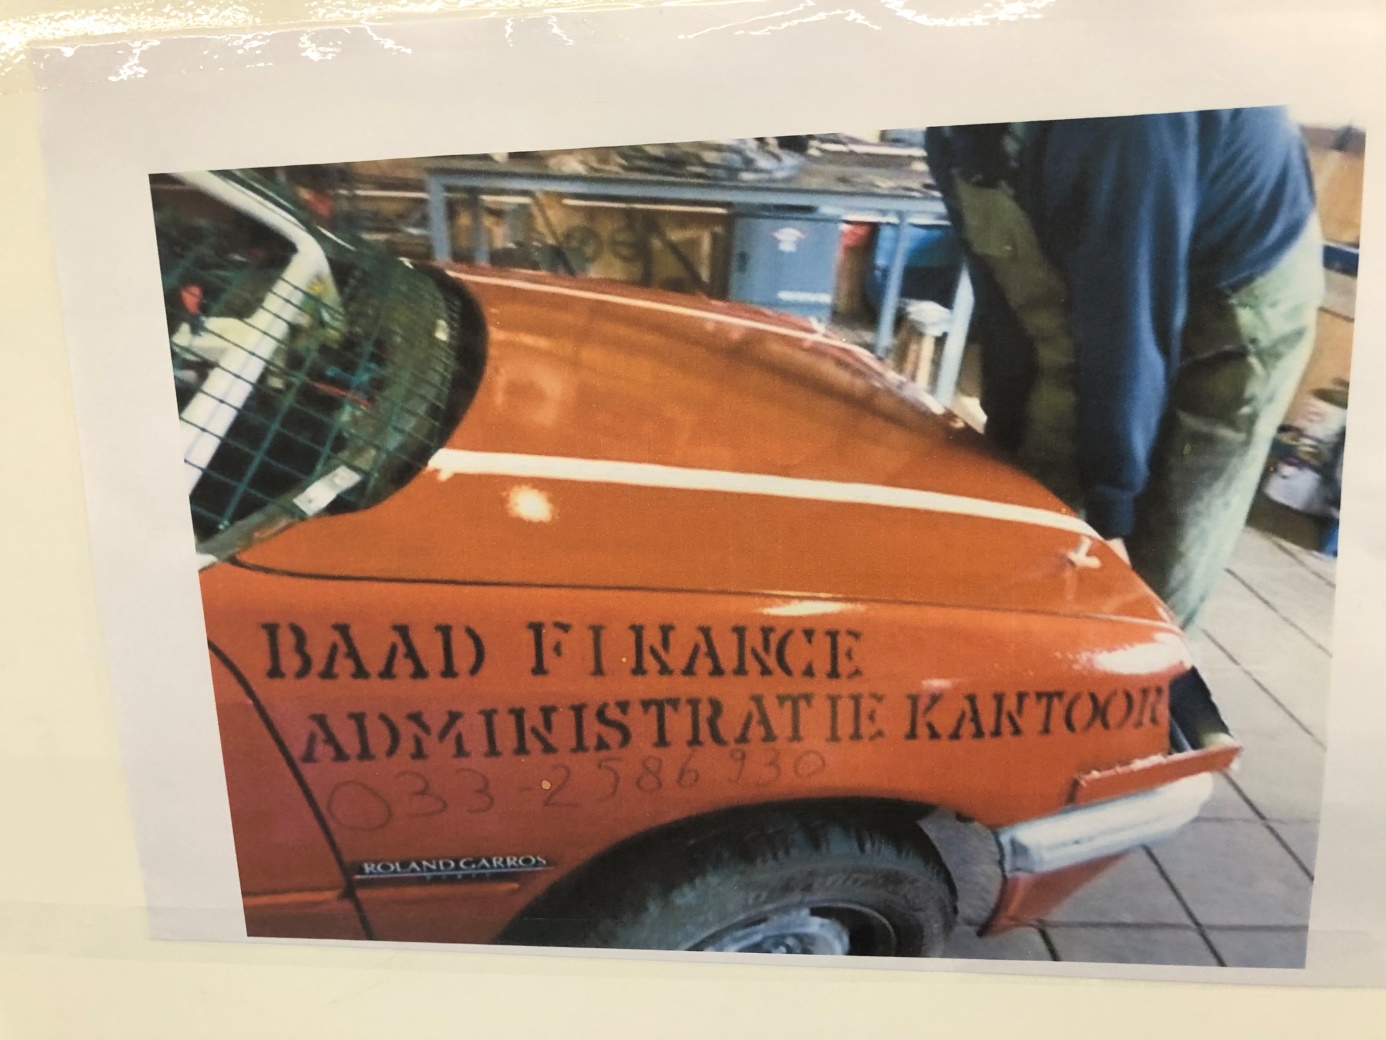 BAAD FINANCE
ADMINISTRATIE KANTOOR
033-2586930
ROLAND GARROS